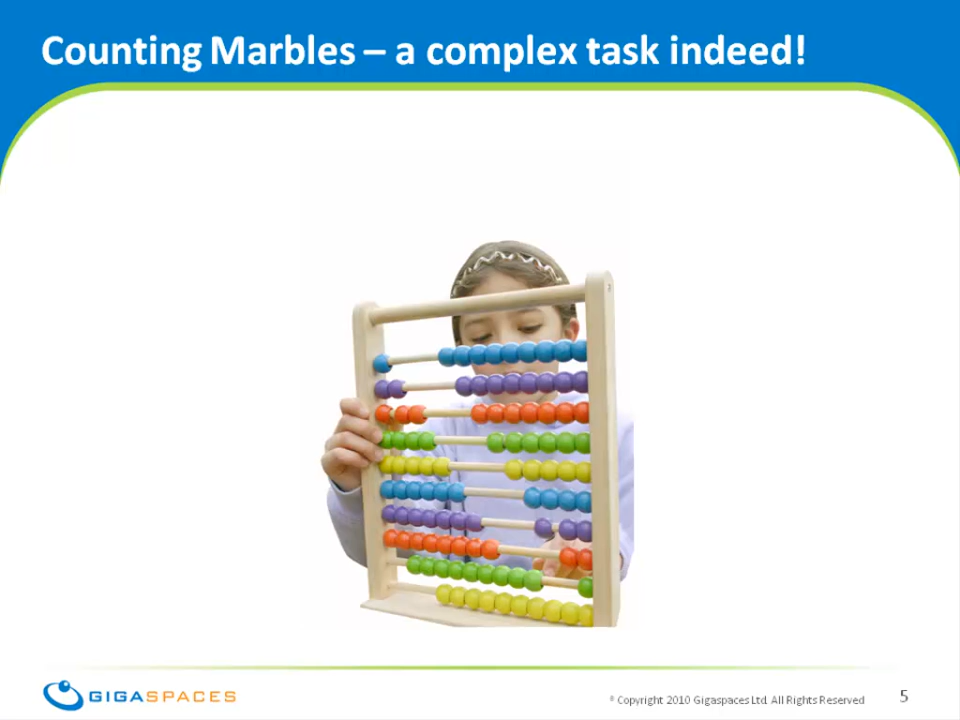 Counting Marbles – a complex task indeed!
GIGASPACES
© Copyright 2010 Gigaspaces Ltd. All Rights Reserved
5